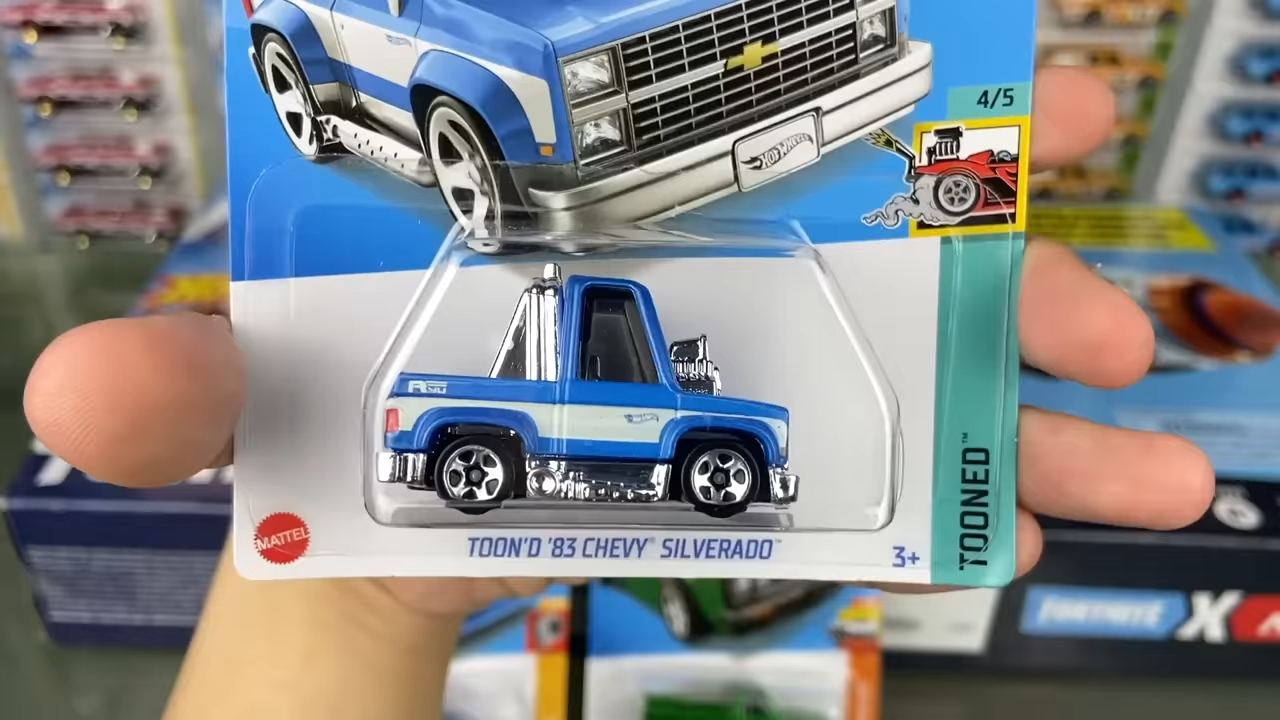 HOT WHEELS
4/5
MATTEL
TOON'D '83 CHEVY® SILVERADO™
3+
TOONED™
FORTNITE X